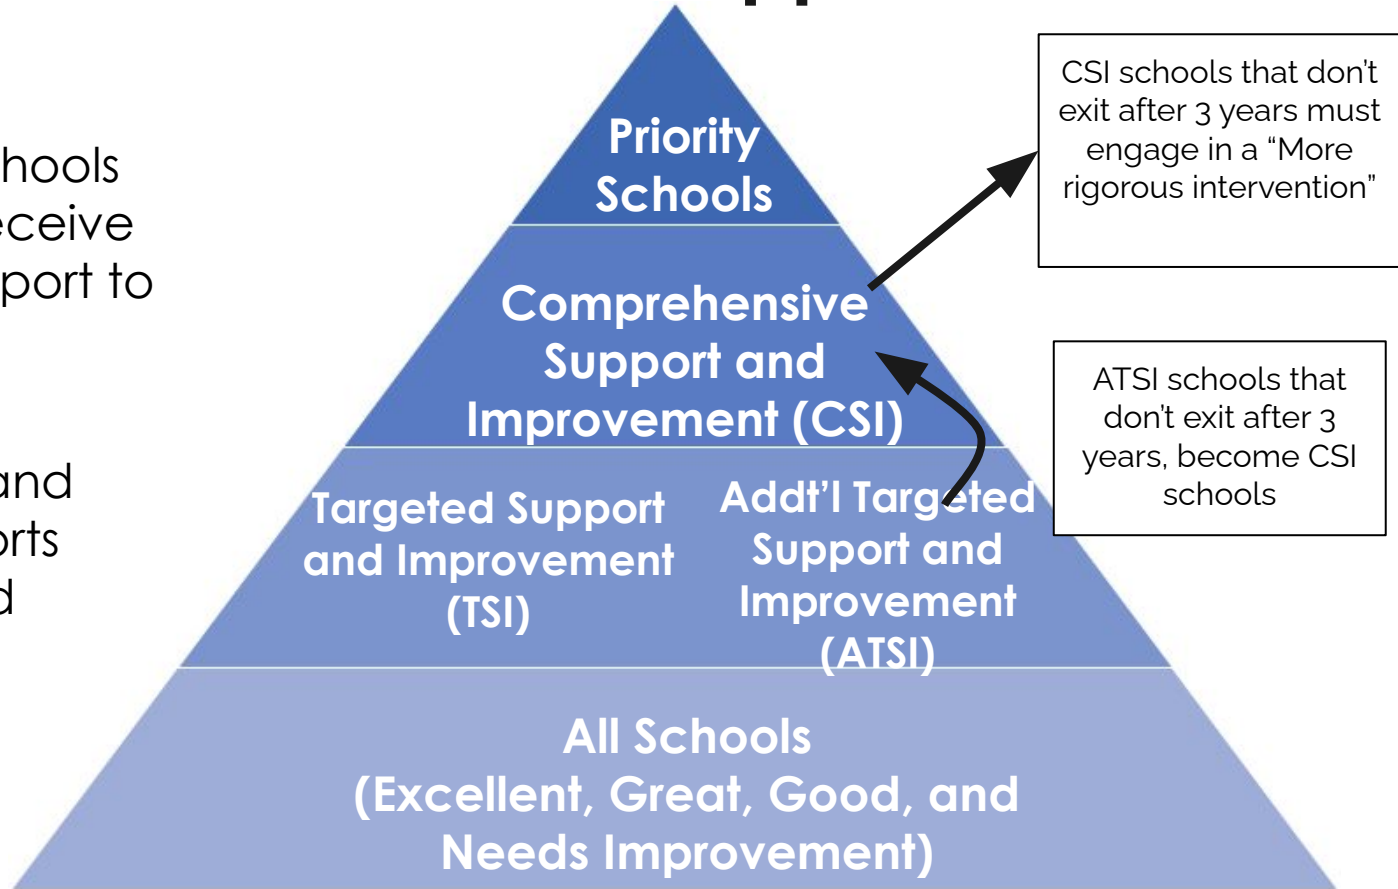 chools
eceive
port to
and
orts
d
Priority
Schools
Comprehensive
Support and
Improvement (CSI)
Targeted Support
and Improvement
(TSI)
Addt’l Targeted
Support and
Improvement
(ATSI)
All Schools
(Excellent, Great, Good, and
Needs Improvement)
CSI schools that don’t
exit after 3 years must
engage in a “More
rigorous intervention”
ATSI schools that
don’t exit after 3
years, become CSI
schools